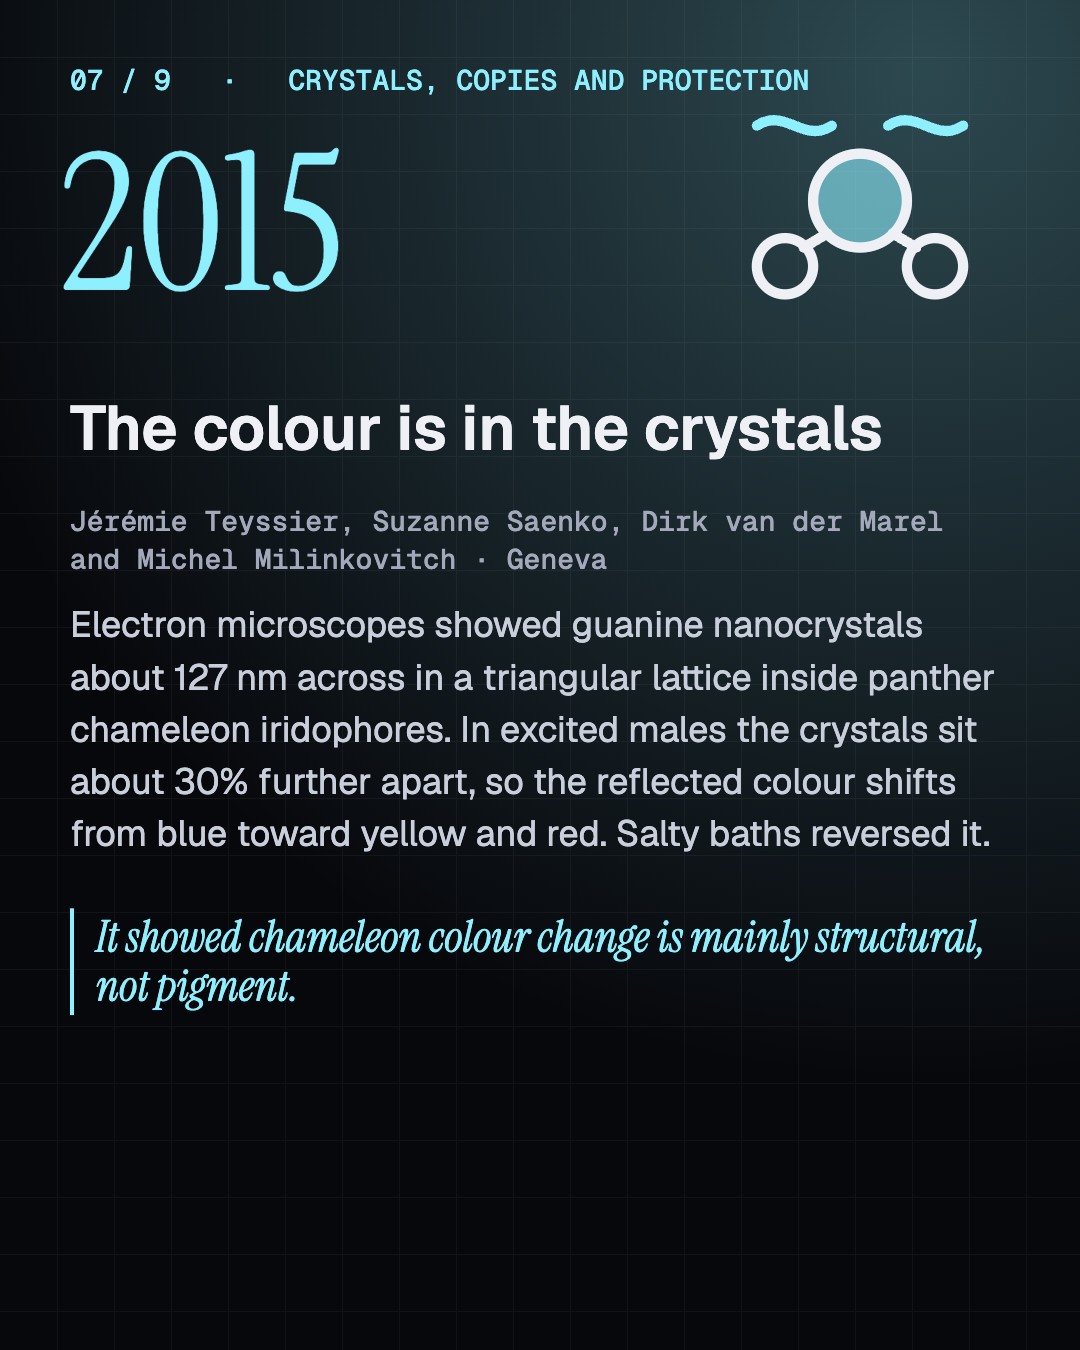 07 / 9 · CRYSTALS, COPIES AND PROTECTION
2015
The colour is in the crystals
Jérémie Teyssier, Suzanne Saenko, Dirk van der Marel
and Michel Milinkovitch · Geneva
Electron microscopes showed guanine nanocrystals
about 127 nm across in a triangular lattice inside panther
chameleon iridophores. In excited males the crystals sit
about 30% further apart, so the reflected colour shifts
from blue toward yellow and red. Salty baths reversed it.
It showed chameleon colour change is mainly structural,
not pigment.